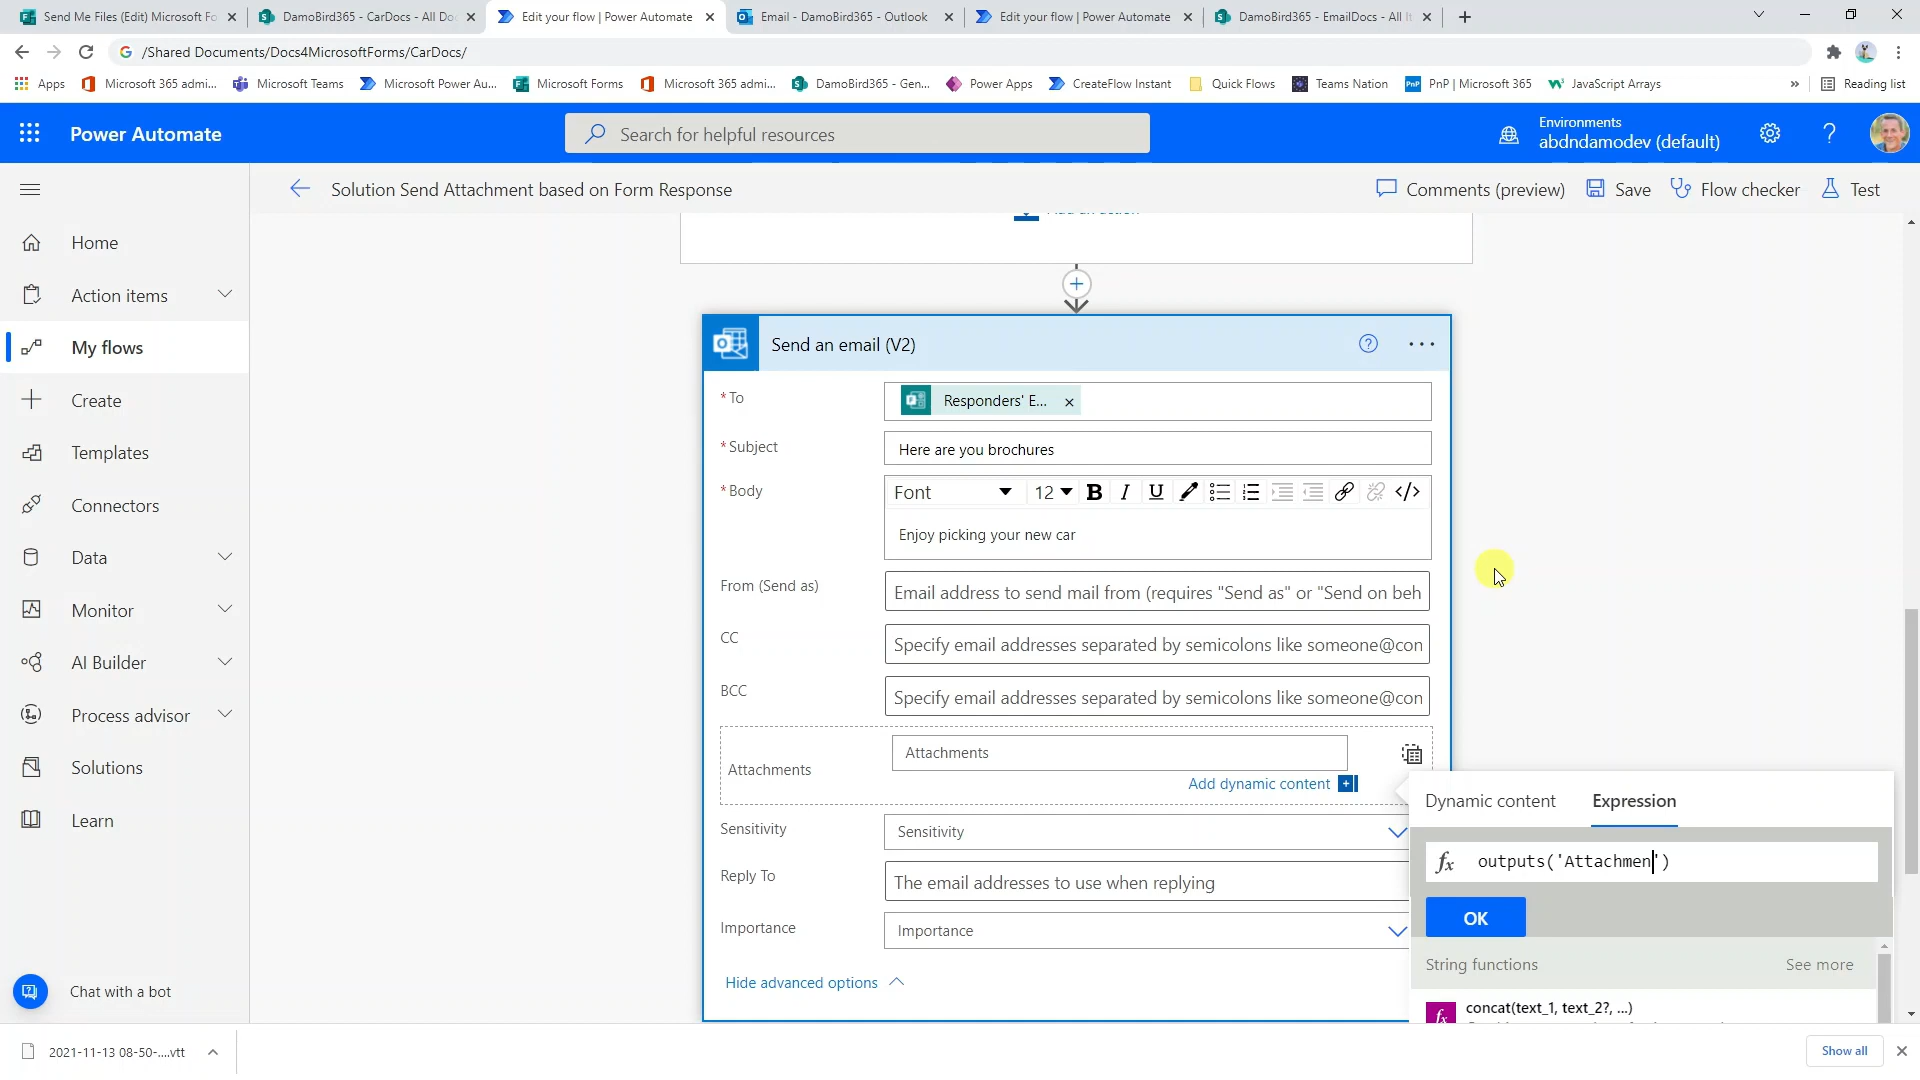 Send Me Files (Edit) Microsoft Fo
DamoBird365 - CarDocs - All Doc
Edit your flow | Power Automate
Email - DamoBird365 - Outlook
Edit your flow | Power Automate
DamoBird365 - EmailDocs - All It
/Shared Documents/Docs4MicrosoftForms/CarDocs/
Apps
Microsoft 365 admi...
Microsoft Teams
Microsoft Power Au...
Microsoft Forms
Microsoft 365 admi...
DamoBird365 - Gen...
Power Apps
CreateFlow Instant
Quick Flows
Teams Nation
PnP | Microsoft 365
JavaScript Arrays
»
Reading list
Power Automate
Search for helpful resources
Environments
abdndamodev (default)
Solution Send Attachment based on Form Response
Comments (preview)
Save
Flow checker
Test
Home
Action items
My flows
Create
Templates
Connectors
Data
Monitor
AI Builder
Process advisor
Solutions
Learn
Chat with a bot
Add an action
Send an email (V2)
* To
Responders' E... ×
* Subject
Here are you brochures
* Body
Font
12
B I U </>
Enjoy picking your new car
From (Send as)
Email address to send mail from (requires "Send as" or "Send on beh
CC
Specify email addresses separated by semicolons like someone@con
BCC
Specify email addresses separated by semicolons like someone@con
Attachments
Attachments
Add dynamic content
Sensitivity
Sensitivity
Reply To
The email addresses to use when replying
Importance
Importance
Hide advanced options
Dynamic content
Expression
fx outputs('Attachmen')
OK
String functions
See more
fx concat(text_1, text_2?, ...)
2021-11-13 08-50-....vtt
Show all